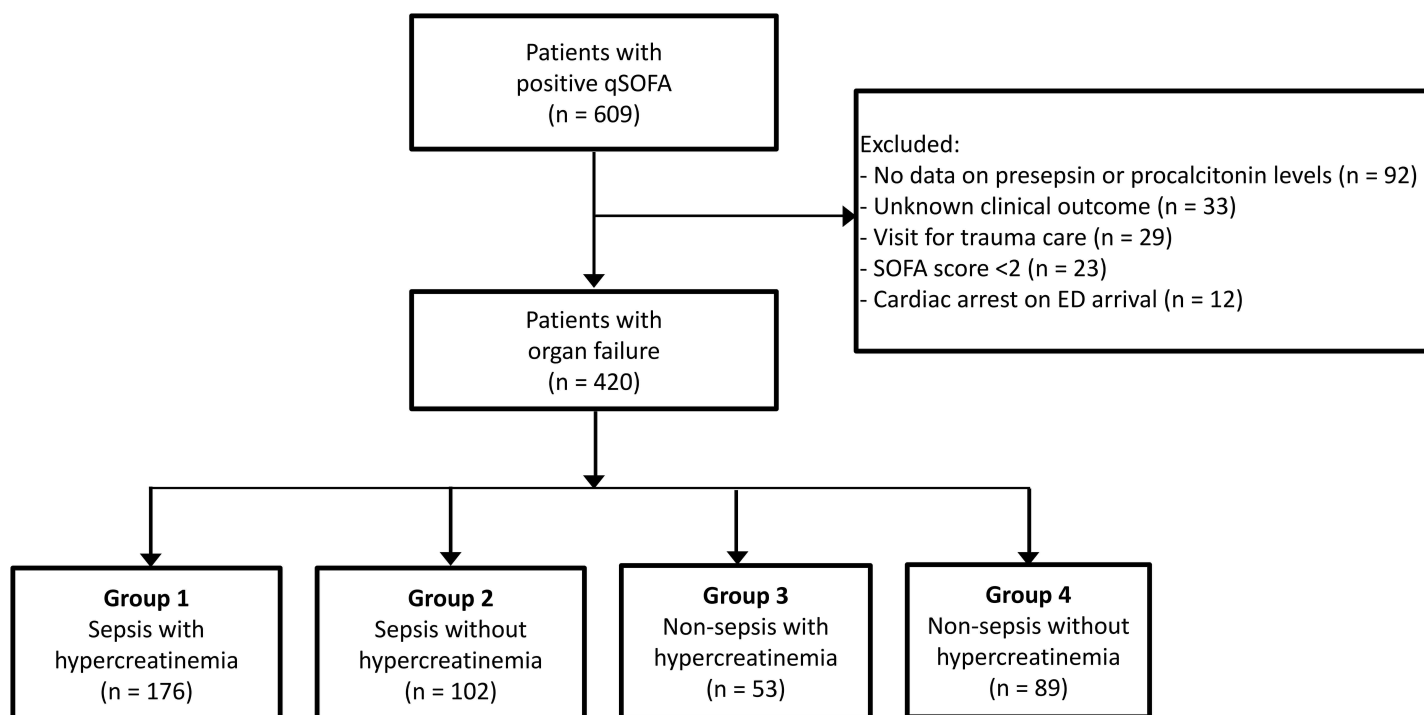 Patients with
positive qSOFA
(n = 609)
Excluded:
- No data on presepsin or procalcitonin levels (n = 92)
- Unknown clinical outcome (n = 33)
- Visit for trauma care (n = 29)
- SOFA score <2 (n = 23)
- Cardiac arrest on ED arrival (n = 12)
Patients with
organ failure
(n = 420)
Group 1
Sepsis with
hypercreatinemia
(n = 176)
Group 2
Sepsis without
hypercreatinemia
(n = 102)
Group 3
Non-sepsis with
hypercreatinemia
(n = 53)
Group 4
Non-sepsis without
hypercreatinemia
(n = 89)